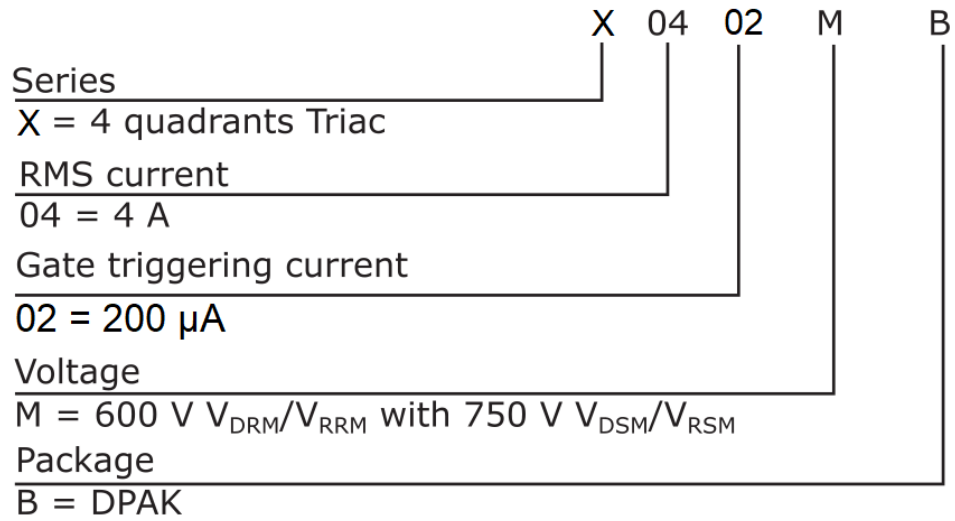 X 04 02 M B
Series
X = 4 quadrants Triac
RMS current
04 = 4 A
Gate triggering current
02 = 200 µA
Voltage
M = 600 V VDRM/VRRM with 750 V VDSM/VRSM
Package
B = DPAK